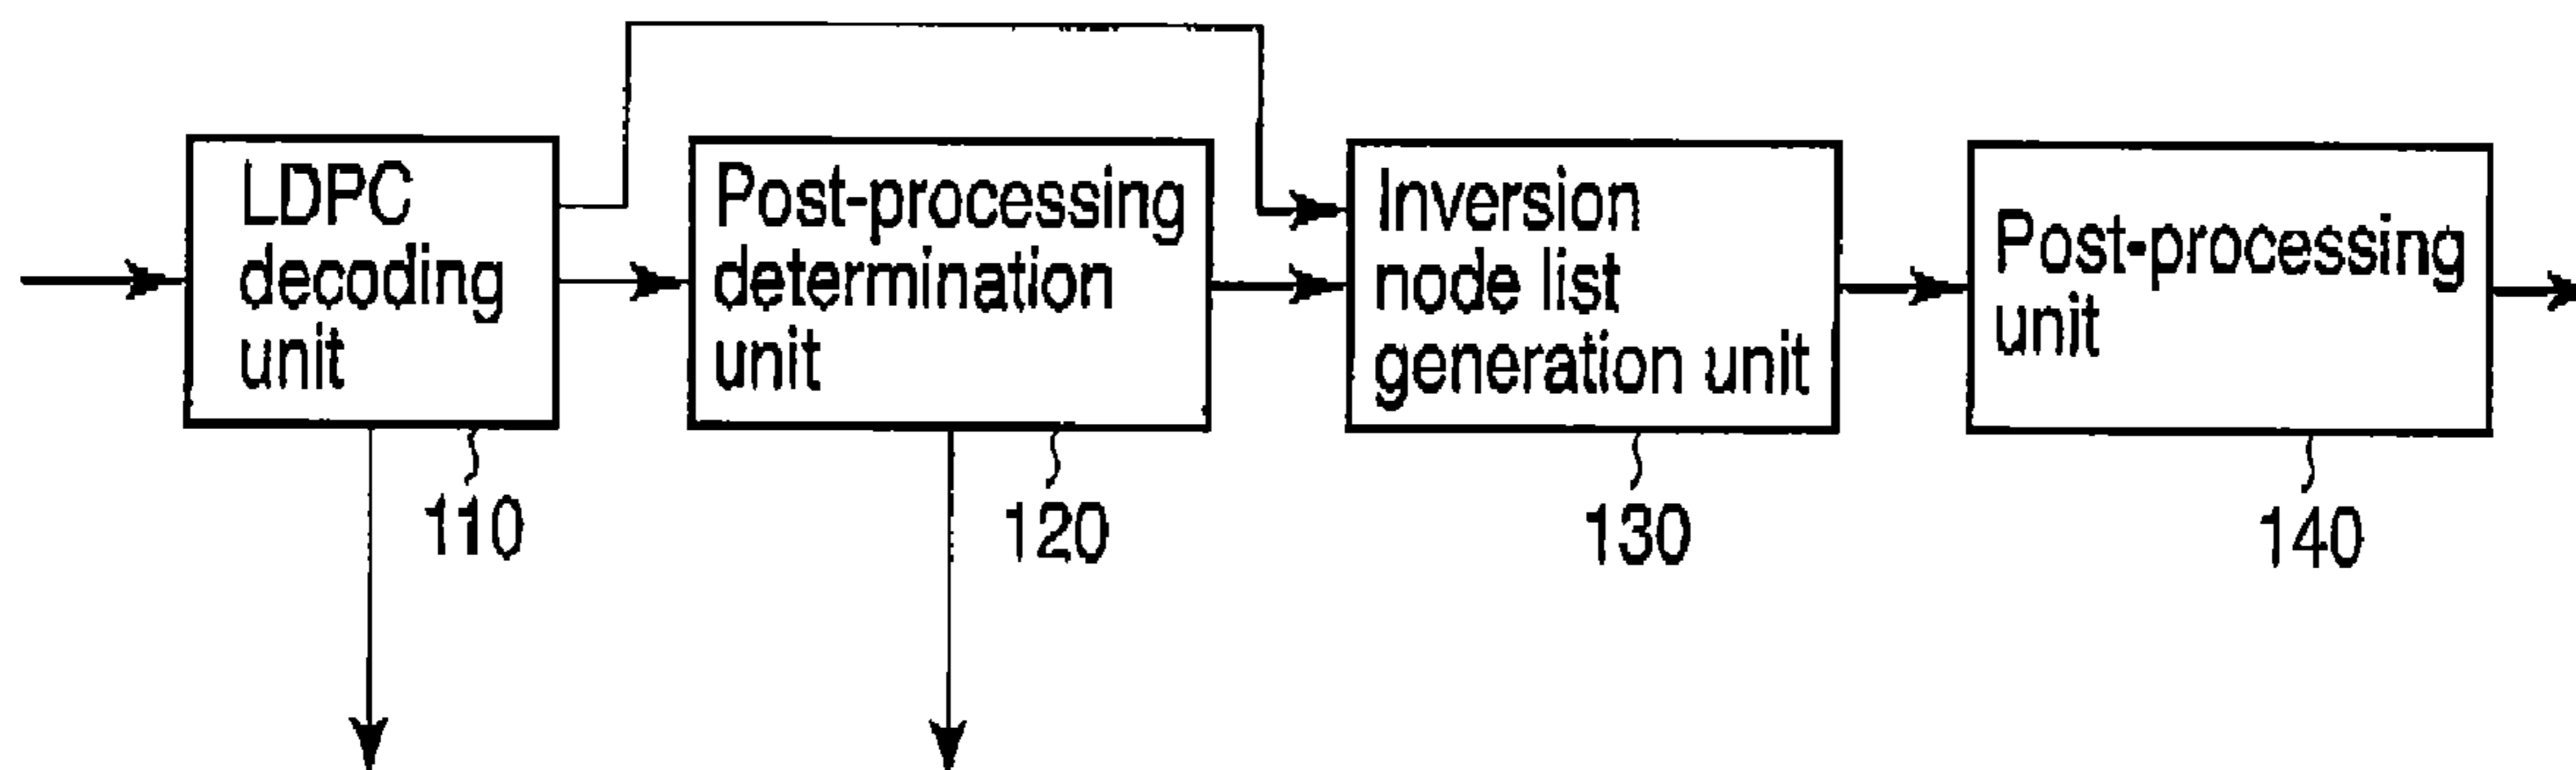 LDPC
decoding
unit
Post-processing
determination
unit
Inversion
node list
generation unit
Post-processing
unit
110
120
130
140